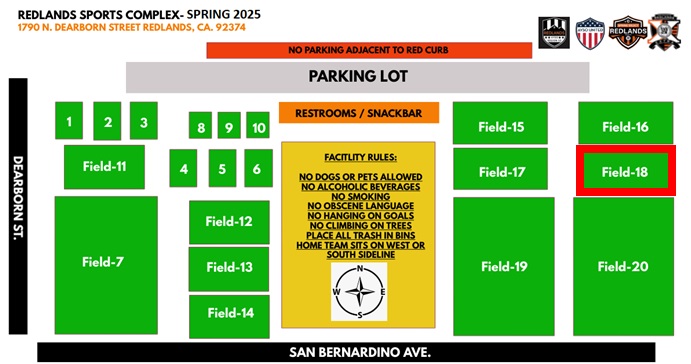 REDLANDS SPORTS COMPLEX- SPRING 2025
1790 N. DEARBORN STREET REDLANDS, CA. 92374
NO PARKING ADJACENT TO RED CURB
PARKING LOT
RESTROOMS / SNACKBAR
1
2
3
8
9
10
Field-15
Field-16
Field-11
4
5
6
Field-17
Field-18
FACITLITY RULES:
NO DOGS OR PETS ALLOWED
NO ALCOHOLIC BEVERAGES
NO SMOKING
NO OBSCENE LANGUAGE
NO HANGING ON GOALS
NO CLIMBING ON TREES
PLACE ALL TRASH IN BINS
HOME TEAM SITS ON WEST OR
SOUTH SIDELINE
N
W
E
S
DEARBORN ST.
Field-7
Field-12
Field-13
Field-14
Field-19
Field-20
SAN BERNARDINO AVE.
AYSO UNITED
REDLANDS